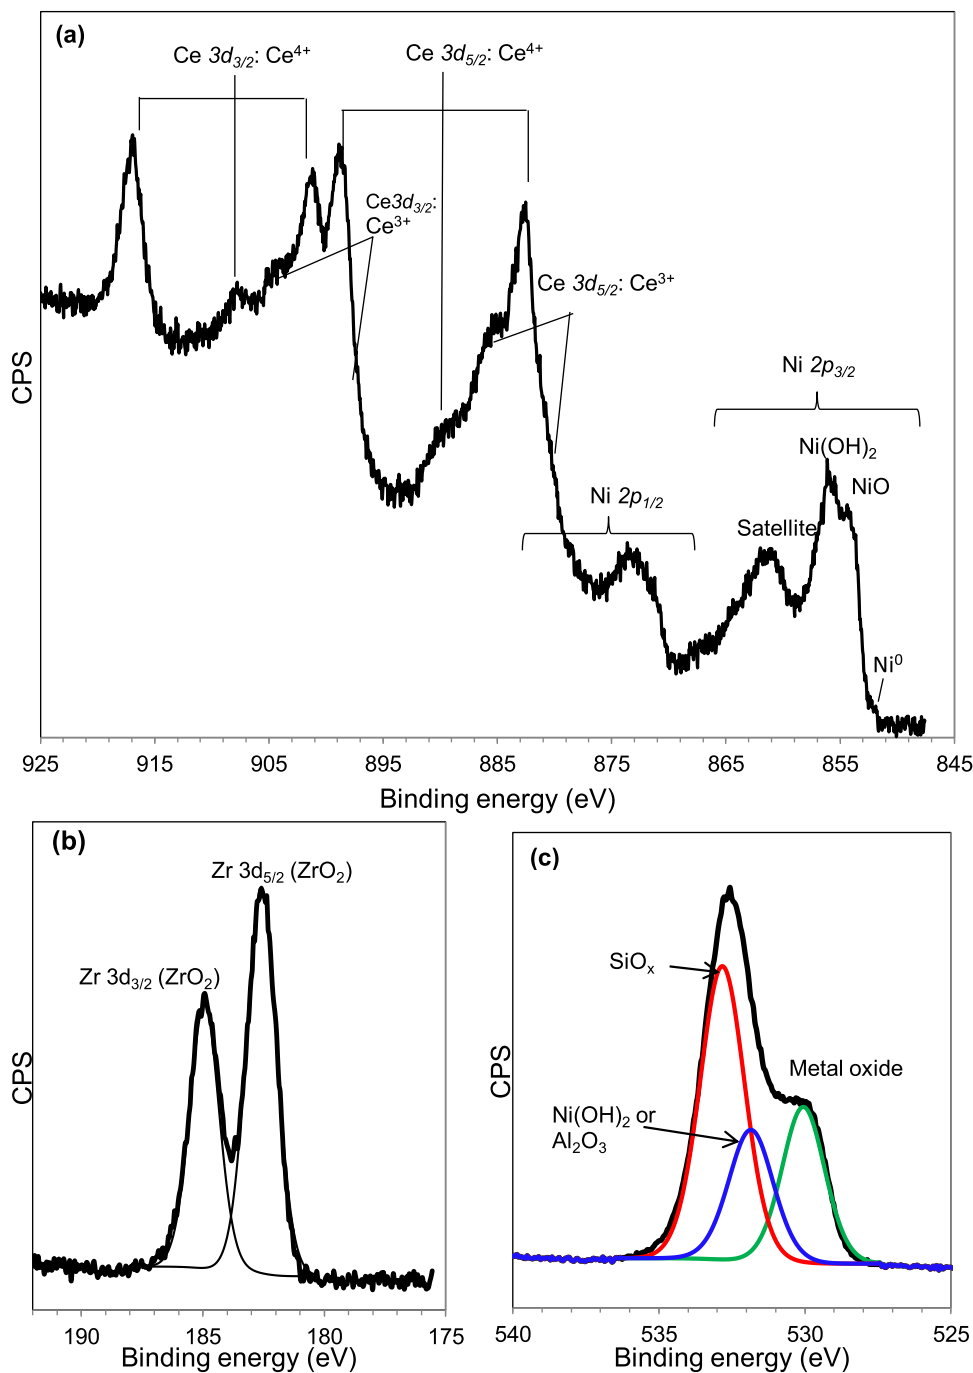 (a)
Ce 3d3/2: Ce4+
Ce 3d5/2: Ce4+
Ce3d3/2:
Ce3+
Ce 3d5/2: Ce3+
Ni 2p3/2
Ni(OH)2
NiO
Ni 2p1/2
Satellite
Ni0
CPS
925 915 905 895 885 875 865 855 845
Binding energy (eV)
(b)
Zr 3d5/2 (ZrO2)
Zr 3d3/2 (ZrO2)
CPS
190 185 180 175
Binding energy (eV)
(c)
SiOx
Metal oxide
Ni(OH)2 or
Al2O3
CPS
540 535 530 525
Binding energy (eV)